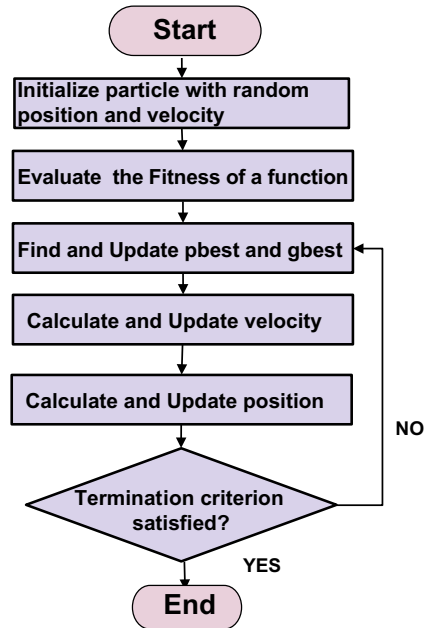 Start
Initialize particle with random
position and velocity
Evaluate the Fitness of a function
Find and Update pbest and gbest
Calculate and Update velocity
Calculate and Update position
NO
Termination criterion
satisfied?
YES
End